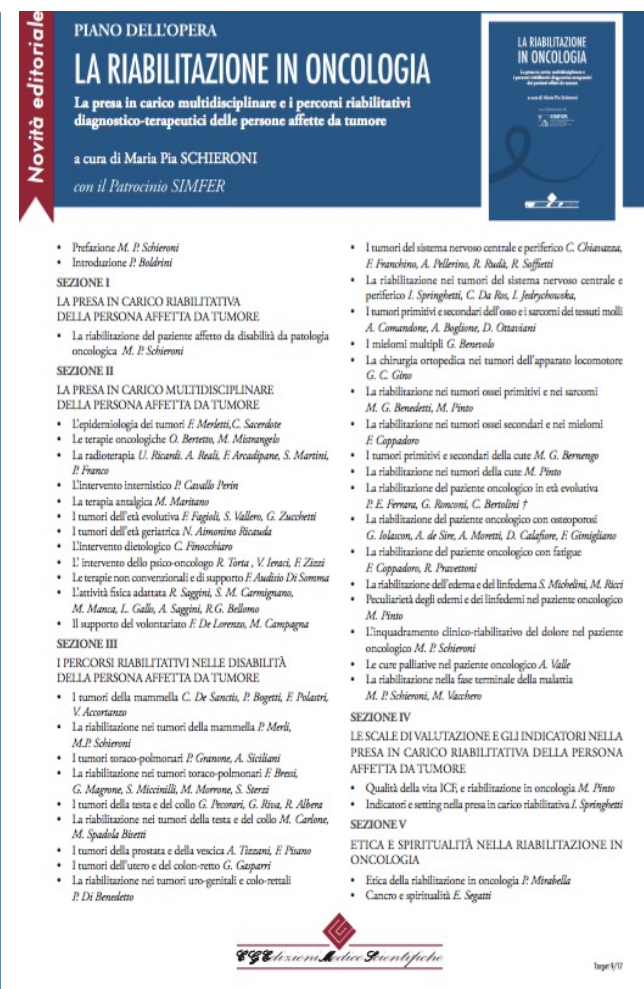 Novità editoriale
PIANO DELL'OPERA
LA RIABILITAZIONE IN ONCOLOGIA
La presa in carico multidisciplinare e i percorsi riabilitativi
diagnostico-terapeutici delle persone affette da tumore
a cura di Maria Pia SCHIERONI
con il Patrocinio SIMFER
LA RIABILITAZIONE
IN ONCOLOGIA
La presa in carico multidisciplinare e
i percorsi riabilitativi diagnostico-terapeutici
dei pazienti affetti da tumore
a cura di Maria Pia Schieroni
SIMFER
• Prefazione M. P. Schieroni
• Introduzione P. Boldrini
SEZIONE I
LA PRESA IN CARICO RIABILITATIVA
DELLA PERSONA AFFETTA DA TUMORE
• La riabilitazione del paziente affetto da disabilità da patologia
oncologica M. P. Schieroni
SEZIONE II
LA PRESA IN CARICO MULTIDISCIPLINARE
DELLA PERSONA AFFETTA DA TUMORE
• L'epidemiologia dei tumori F. Merletti,C. Sacerdote
• Le terapie oncologiche O. Bertetto, M. Mistrangelo
• La radioterapia U. Ricardi. A. Reali, F. Arcadipane, S. Martini,
P. Franco
• L'intervento internistico P. Cavallo Perin
• La terapia antalgica M. Maritano
• I tumori dell'età evolutiva F. Fagioli, S. Vallero, G. Zucchetti
• I tumori dell'età geriatrica N. Aimonino Ricauda
• L'intervento dietologico C. Finocchiaro
• L' intervento dello psico-oncologo R. Torta , V. Ieraci, F. Zizzi
• Le terapie non convenzionali e di supporto F. Audisio Di Somma
• L'attività fisica adattata R. Saggini, S. M. Carmignano,
M. Manca, L. Gallo, A. Saggini, R.G. Bellomo
• Il supporto del volontariato F. De Lorenzo, M. Campagna
SEZIONE III
I PERCORSI RIABILITATIVI NELLE DISABILITÀ
DELLA PERSONA AFFETTA DA TUMORE
• I tumori della mammella C. De Sanctis, P. Bogetti, F. Polastri,
V. Accortanzo
• La riabilitazione nei tumori della mammella P. Merli,
M.P. Schieroni
• I tumori toraco-polmonari P. Granone, A. Siciliani
• La riabilitazione nei tumori toraco-polmonari F. Bressi,
G. Magrone, S. Miccinilli, M. Morrone, S. Sterzi
• I tumori della testa e del collo G. Pecorari, G. Riva, R. Albera
• La riabilitazione nei tumori della testa e del collo M. Carlone,
M. Spadola Bisetti
• I tumori della prostata e della vescica A. Tizzani, F. Pisano
• I tumori dell'utero e del colon-retto G. Gasparri
• La riabilitazione nei tumori uro-genitali e colo-rettali
P. Di Benedetto
• I tumori del sistema nervoso centrale e periferico C. Chiavazza,
F. Franchino, A. Pellerino, R. Rudà, R. Soffietti
• La riabilitazione nei tumori del sistema nervoso centrale e
periferico I. Springhetti, C. Da Ros, I. Jedrychowska,
• I tumori primitivi e secondari dell'osso e i sarcomi dei tessuti molli
A. Comandone, A. Boglione, D. Ottaviani
• I mielomi multipli G. Benevolo
• La chirurgia ortopedica nei tumori dell'apparato locomotore
G. C. Gino
• La riabilitazione nei tumori ossei primitivi e nei sarcomi
M. G. Benedetti, M. Pinto
• La riabilitazione nei tumori ossei secondari e nei mielomi
F. Coppadoro
• I tumori primitivi e secondari della cute M. G. Bernengo
• La riabilitazione nei tumori della cute M. Pinto
• La riabilitazione del paziente oncologico in età evolutiva
P. E. Ferrara, G. Ronconi, C. Bertolini †
• La riabilitazione del paziente oncologico con osteoporosi
G. Iolascon, A. de Sire, A. Moretti, D. Calafiore, F. Gimigliano
• La riabilitazione del paziente oncologico con fatigue
F. Coppadoro, R. Pravettoni
• La riabilitazione dell'edema e del linfedema S. Michelini, M. Ricci
• Peculiarietà degli edemi e dei linfedemi nel paziente oncologico
M. Pinto
• L'inquadramento clinico-riabilitativo del dolore nel paziente
oncologico M. P. Schieroni
• Le cure palliative nel paziente oncologico A. Valle
• La riabilitazione nella fase terminale della malattia
M. P. Schieroni, M. Vacchero
SEZIONE IV
LE SCALE DI VALUTAZIONE E GLI INDICATORI NELLA
PRESA IN CARICO RIABILITATIVA DELLA PERSONA
AFFETTA DA TUMORE
• Qualità della vita ICF, e riabilitazione in oncologia M. Pinto
• Indicatori e setting nella presa in carico riabilitativa I. Springhetti
SEZIONE V
ETICA E SPIRITUALITÀ NELLA RIABILITAZIONE IN
ONCOLOGIA
• Etica della riabilitazione in oncologia P. Mirabella
• Cancro e spiritualità E. Segatti
CGEdizioni Medico Scientifiche
Target 9/17